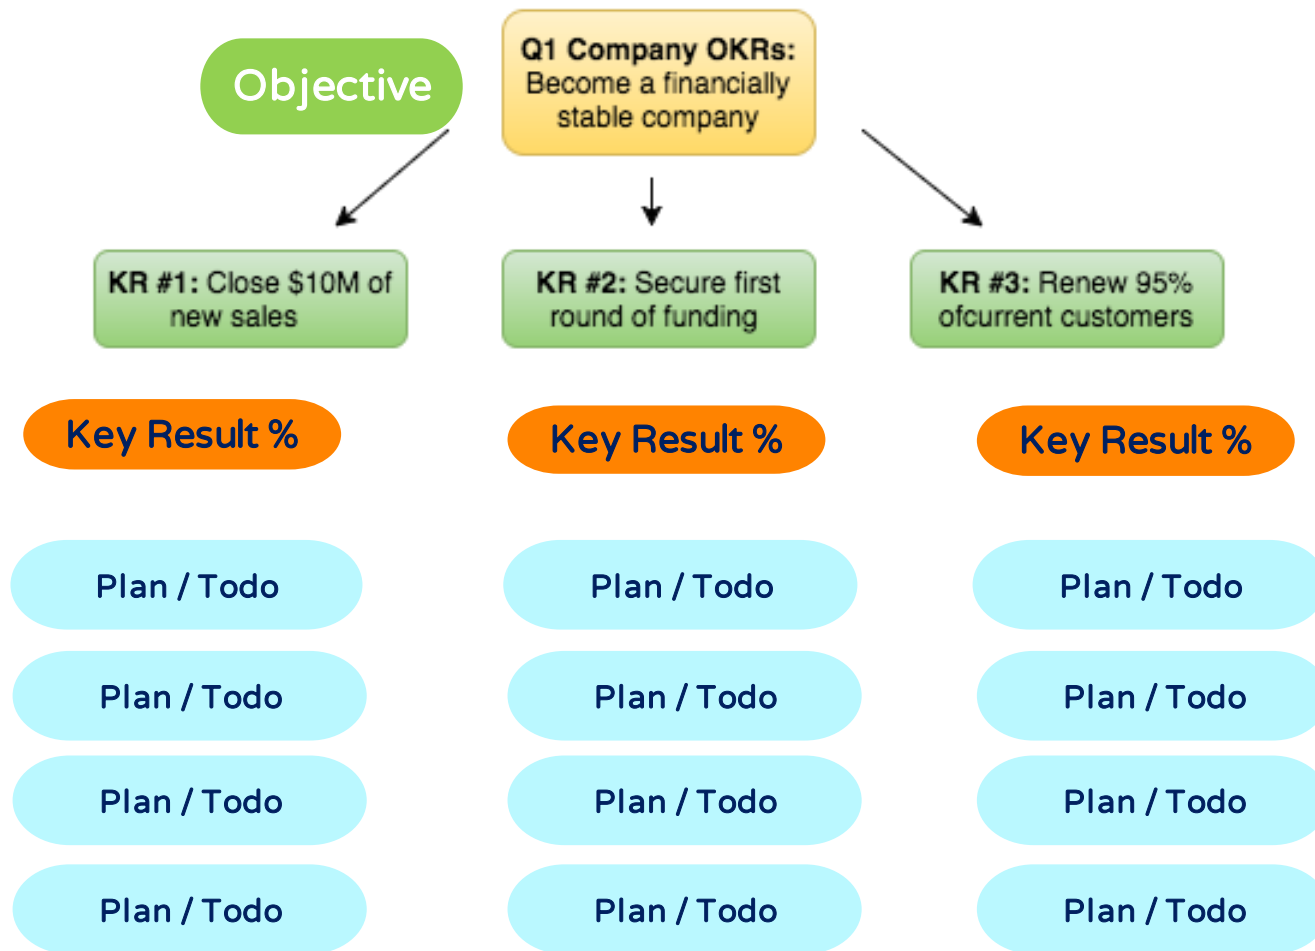 Objective
Q1 Company OKRs:
Become a financially
stable company
KR #1: Close $10M of
new sales
KR #2: Secure first
round of funding
KR #3: Renew 95%
ofcurrent customers
Key Result %
Key Result %
Key Result %
Plan / Todo
Plan / Todo
Plan / Todo
Plan / Todo
Plan / Todo
Plan / Todo
Plan / Todo
Plan / Todo
Plan / Todo
Plan / Todo
Plan / Todo
Plan / Todo